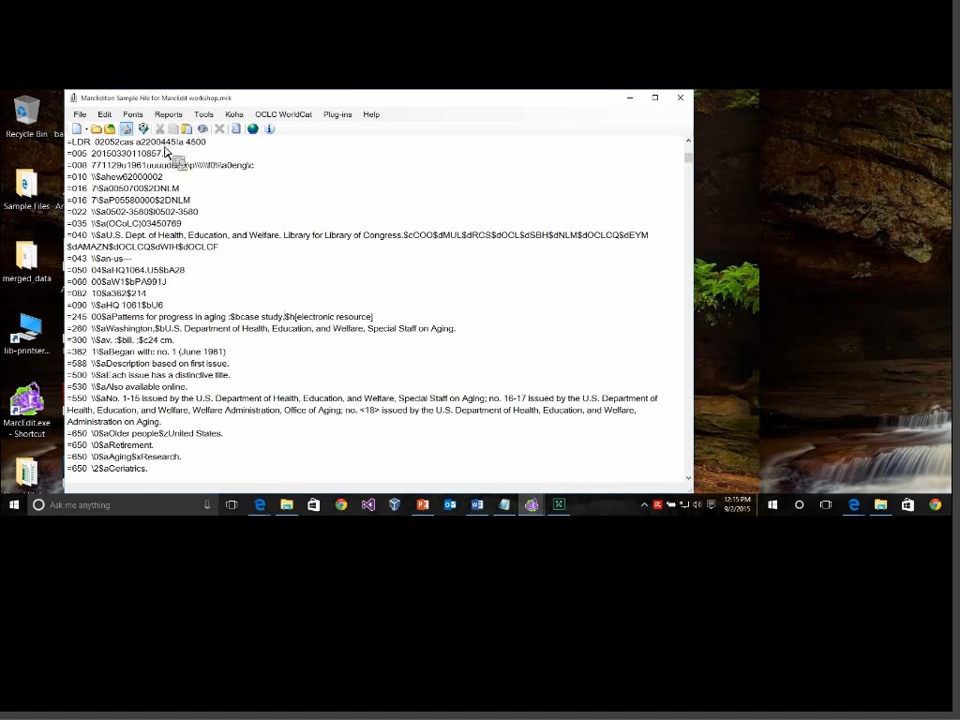 MarcEditor: Sample File for MarcEdit workshop.mrk
Recycle Bin
ba
File Edit Fonts Reports Tools Koha OCLC WorldCat Plug-ins Help
=LDR 02052cas a2200445Ia 4500
=005 20150330110857.
=008 771129u1961uuuud
=010 \\$ahew62000002
=016 7\$a0050700$2DNLM
=016 7\$aP05580000$2DNLM
=022 \\$a0502-3580$l0502-3580
=035 \\$a(OCoLC)03450769
=040 \\$aU.S. Dept. of Health, Education, and Welfare. Library for Library of Congress.$cCOO$dMUL$dRCS$dOCL$dSBH$dNLM$dOCLCQ$dEYM
$dAMAZN$dOCLCQ$dWIH$dOCLCF
=043 \\$an-us---
=050 04$aHQ1064.U5$bA28
=060 00$aW1$bPA991J
=082 10$a362$214
=090 \\$aHQ 1061$bU6
=245 00$aPatterns for progress in aging :$bcase study.$h[electronic resource]
=260 \\$aWashington,$bU.S. Department of Health, Education, and Welfare, Special Staff on Aging.
=300 \\$av. :$bill. ;$c24 cm.
=362 1\$aBegan with: no. 1 (June 1961)
=588 \\$aDescription based on first issue.
=500 \\$aEach issue has a distinctive title.
=530 \\$aAlso available online.
=550 \\$aNo. 1-15 issued by the U.S. Department of Health, Education, and Welfare, Special Staff on Aging; no. 16-17 issued by the U.S. Department of
Health, Education, and Welfare, Welfare Administration, Office of Aging; no. <18> issued by the U.S. Department of Health, Education, and Welfare,
Administration on Aging.
=650 \0$aOlder people$zUnited States.
=650 \0$aRetirement.
=650 \0$aAging$xResearch.
=650 \2$aGeriatrics.
Sample_Files
merged_data
lib-printser...
MarcEdit.exe
- Shortcut
Ask me anything
12:15 PM
9/2/2015